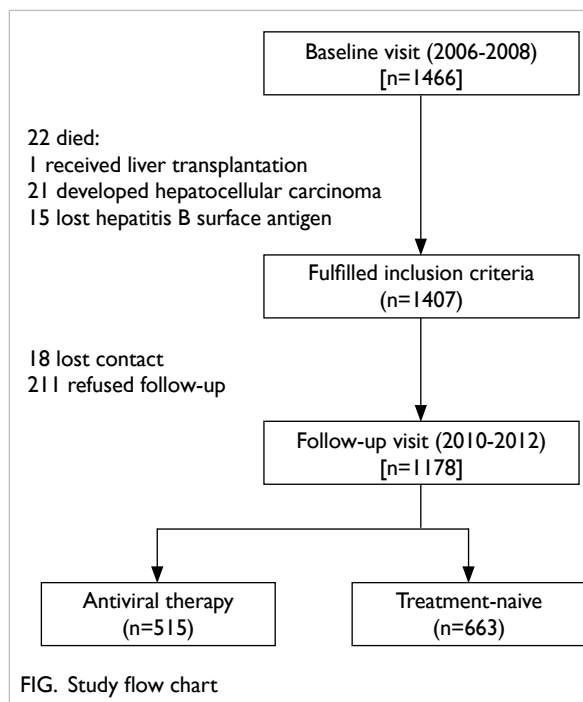 Baseline visit (2006-2008)
[n=1466]
22 died:
1 received liver transplantation
21 developed hepatocellular carcinoma
15 lost hepatitis B surface antigen
Fulfilled inclusion criteria
(n=1407)
18 lost contact
211 refused follow-up
Follow-up visit (2010-2012)
[n=1178]
Antiviral therapy
(n=515)
Treatment-naive
(n=663)
FIG. Study flow chart